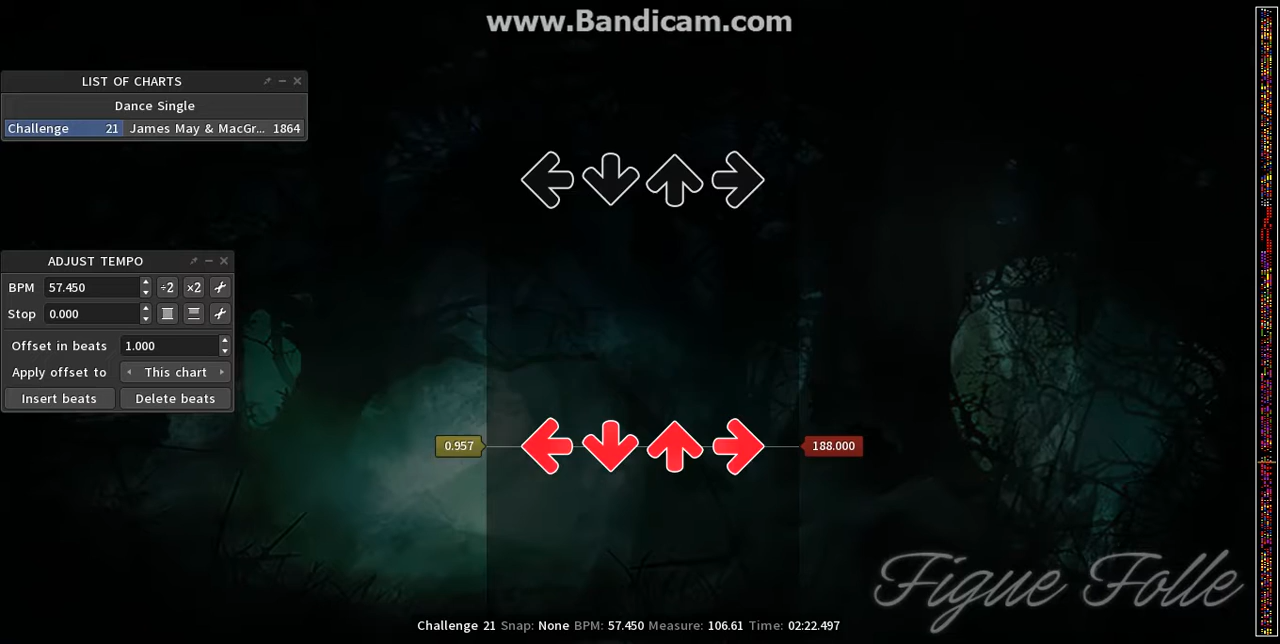 www.Bandicam.com
LIST OF CHARTS
Dance Single
Challenge 21 James May & MacGr... 1864
ADJUST TEMPO
BPM 57.450 ÷2 ×2
Stop 0.000
Offset in beats 1.000
Apply offset to This chart
Insert beats Delete beats
0.957 188.000
Figue Folle
Challenge 21 Snap: None BPM: 57.450 Measure: 106.61 Time: 02:22.497